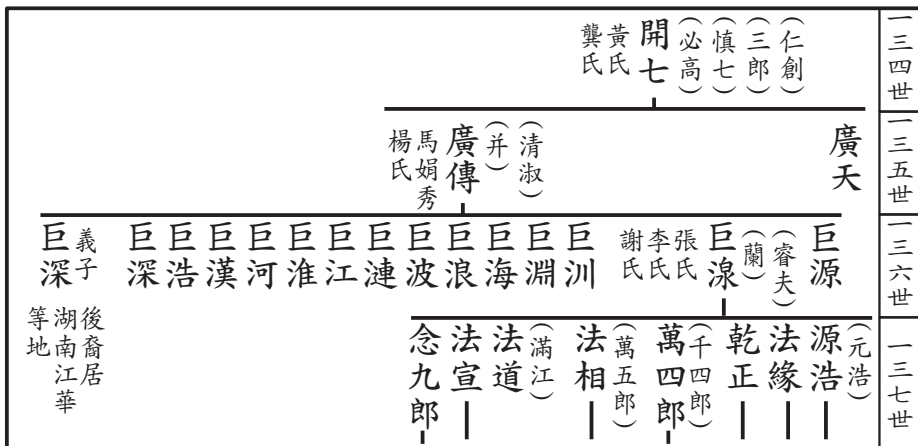 一三四世
（仁創）
（三郎）
（慎七）
（必高）
開七
黃氏
龔氏
一三五世
廣天
（清淑）
（并）
廣傳
馬娟秀
楊氏
一三六世
巨源
（睿夫）
（蘭）
巨湶
張氏
李氏
謝氏
巨汌
巨淵
巨海
巨浪
巨波
巨漣
巨江
巨淮
巨河
巨漢
巨浩
巨深
義子
巨深
後裔居
湖南江華
等地
一三七世
（元浩）
源浩
法緣
乾正
（千四郎）
萬四郎
（萬五郎）
法相
（滿江）
法道
法宣
念九郎